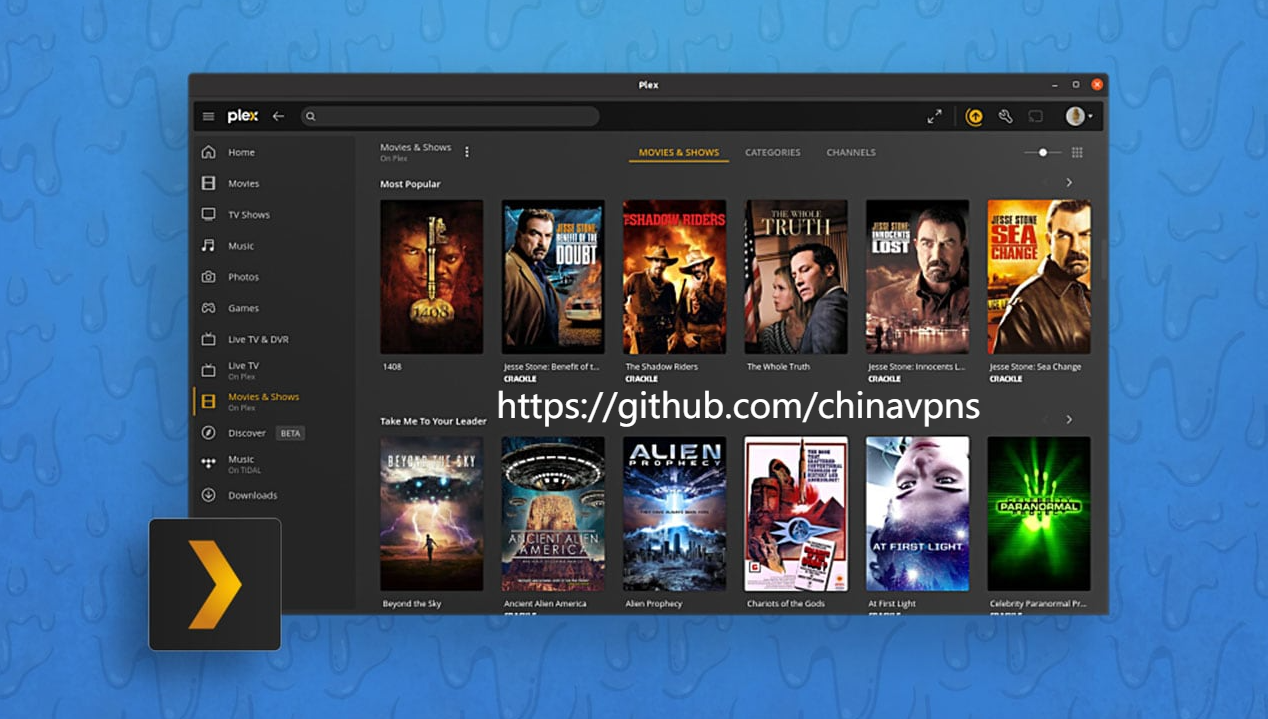 Plex
plex
Movies & Shows
On Plex
MOVIES & SHOWS
CATEGORIES
CHANNELS
Home
Movies
TV Shows
Music
Photos
Games
Live TV & DVR
Live TV
On Plex
Movies & Shows
On Plex
Discover BETA
Music
On TIDAL
Downloads
Most Popular
1408
JESSE STONE:
BENEFIT OF THE
DOUBT
THE SHADOW RIDERS
THE WHOLE
TRUTH
JESSE STONE:
INNOCENTS
LOST
JESSE STONE
SEA
CHANGE
1408
Jesse Stone: Benefit of t...
CRACKLE
The Shadow Riders
CRACKLE
The Whole Truth
Jesse Stone: Innocents L...
CRACKLE
Jesse Stone: Sea Change
CRACKLE
https://github.com/chinavpns
Take Me To Your Leader
BEYOND THE SKY
ANCIENT ALIEN
AMERICA
ALIEN
PROPHECY
AT FIRST LIGHT
CELEBRITY
PARANORMAL
PROJECT
Beyond the Sky
Ancient Alien America
CRACKLE
Alien Prophecy
Chariots of the Gods
At First Light
CRACKLE
Celebrity Paranormal Pr...
CRACKLE